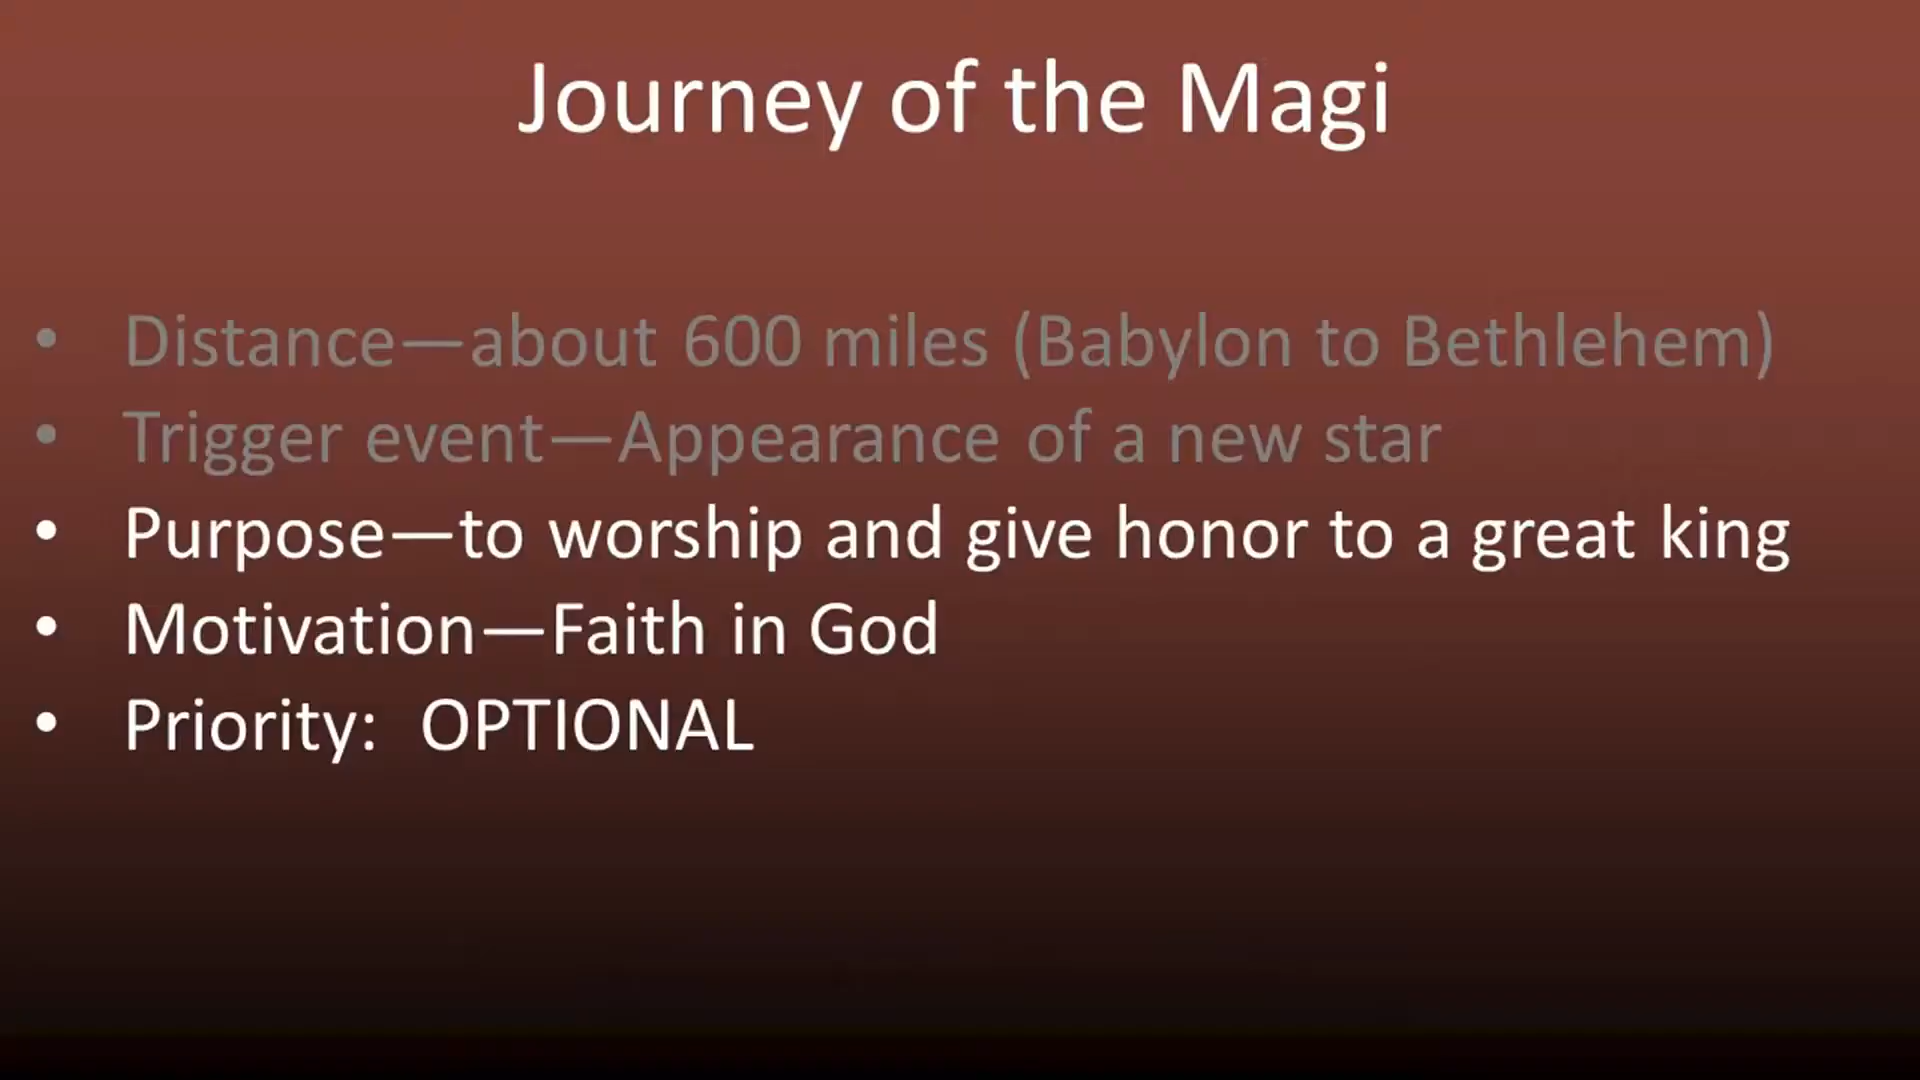 Journey of the Magi
• Distance—about 600 miles (Babylon to Bethlehem)
• Trigger event—Appearance of a new star
• Purpose—to worship and give honor to a great king
• Motivation—Faith in God
• Priority:  OPTIONAL